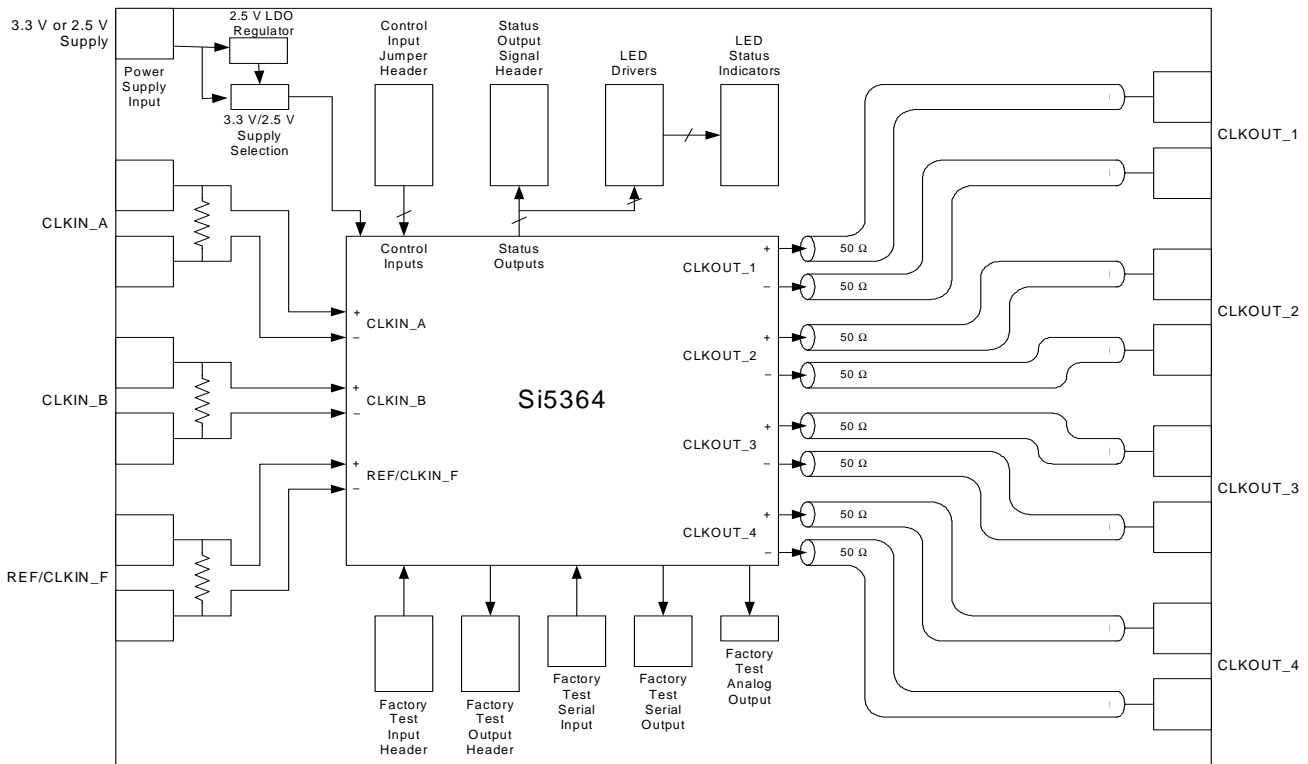 3.3 V or 2.5 V
Supply
Power
Supply
Input
2.5 V LDO
Regulator
3.3 V/2.5 V
Supply
Selection
Control
Input
Jumper
Header
Status
Output
Signal
Header
LED
Drivers
LED
Status
Indicators
CLKIN_A
CLKIN_B
REF/CLKIN_F
Control
Inputs
Status
Outputs
+
CLKIN_A
–
+
CLKIN_B
–
+
REF/CLKIN_F
–
Si5364
+
CLKOUT_1
–
+
CLKOUT_2
–
+
CLKOUT_3
–
+
CLKOUT_4
–
50 Ω
50 Ω
50 Ω
50 Ω
50 Ω
50 Ω
50 Ω
50 Ω
CLKOUT_1
CLKOUT_2
CLKOUT_3
CLKOUT_4
Factory
Test
Input
Header
Factory
Test
Output
Header
Factory
Test
Serial
Input
Factory
Test
Serial
Output
Factory
Test
Analog
Output